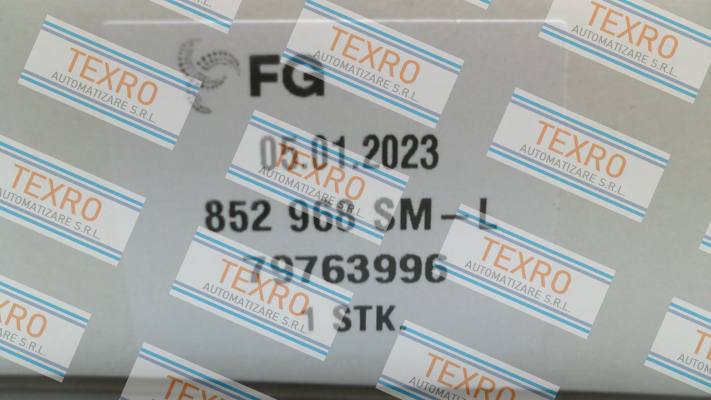 FG
05.01.2023
852 968 SM-L
79763996
1 STK.
TEXRO
AUTOMATIZARE S.R.L.